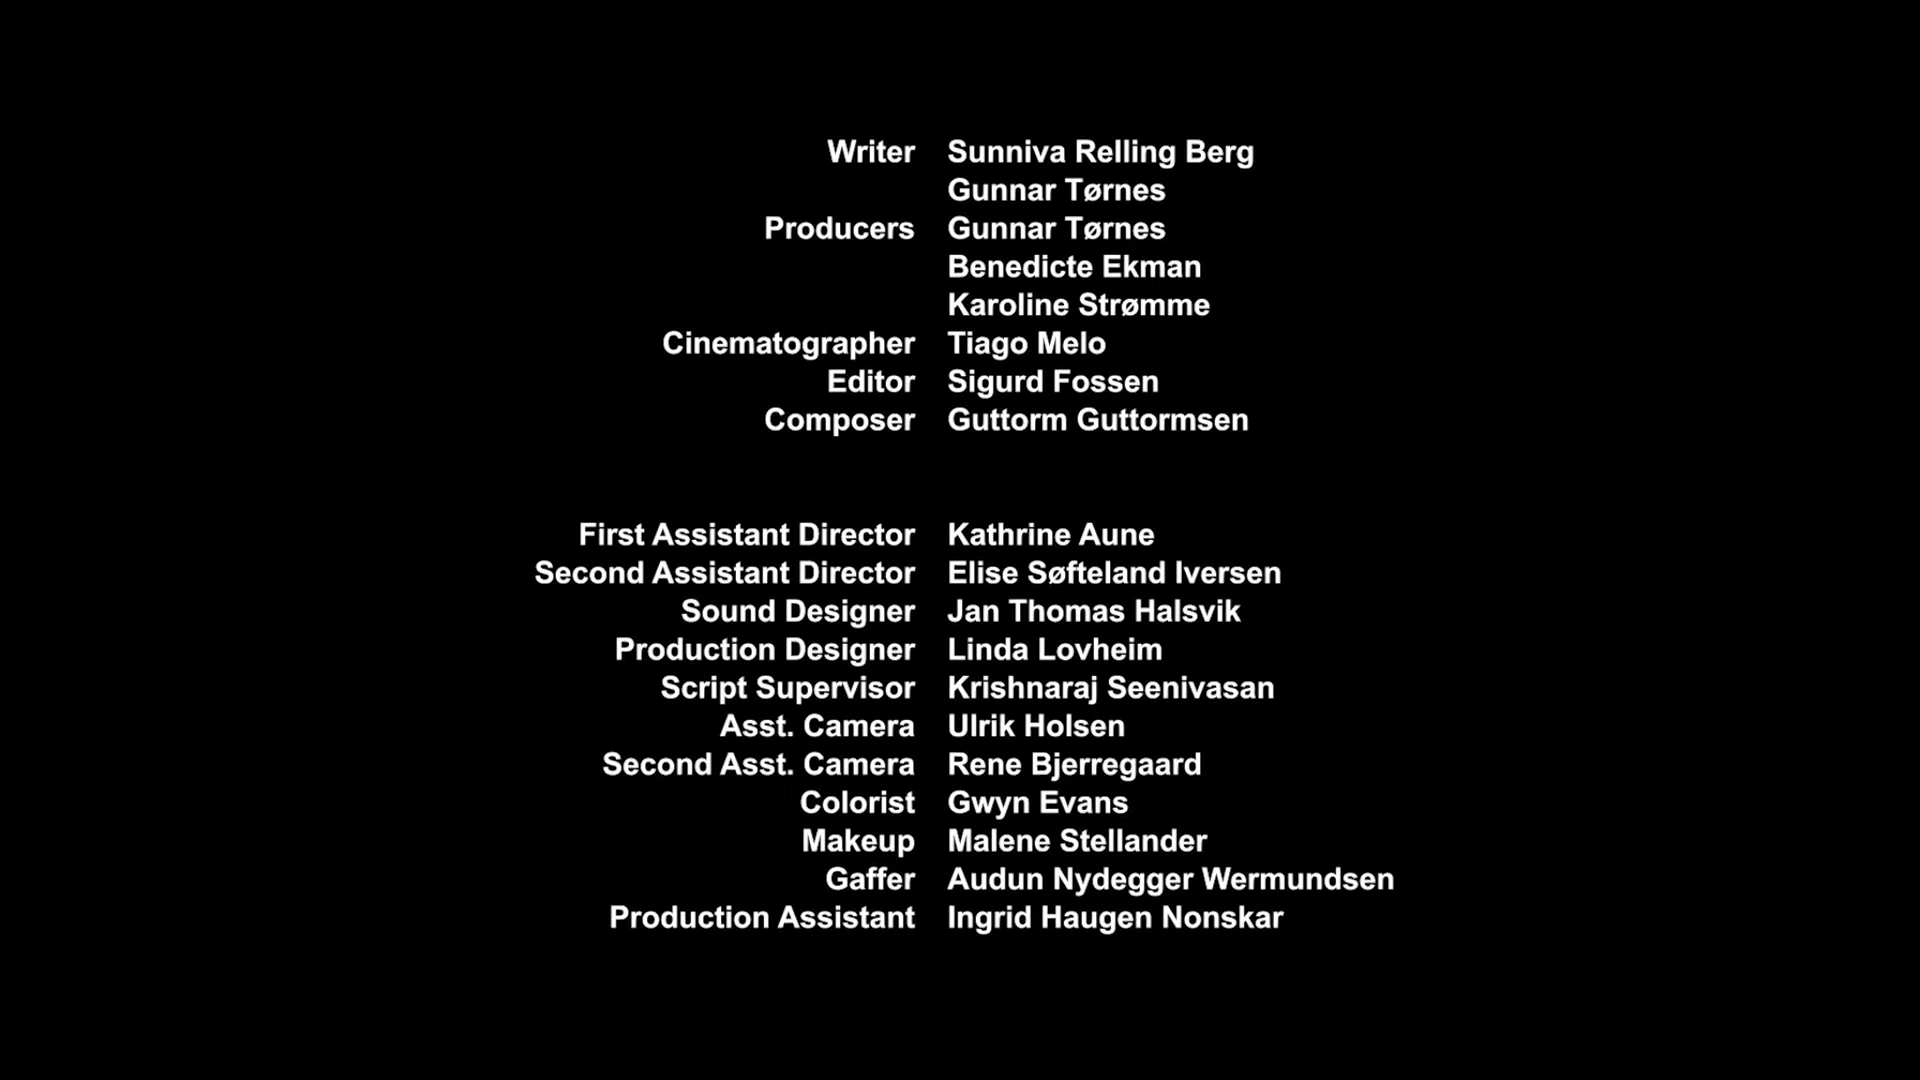 Writer Sunniva Relling Berg
Gunnar Tørnes
Producers Gunnar Tørnes
Benedicte Ekman
Karoline Strømme
Cinematographer Tiago Melo
Editor Sigurd Fossen
Composer Guttorm Guttormsen
First Assistant Director Kathrine Aune
Second Assistant Director Elise Søfteland Iversen
Sound Designer Jan Thomas Halsvik
Production Designer Linda Lovheim
Script Supervisor Krishnaraj Seenivasan
Asst. Camera Ulrik Holsen
Second Asst. Camera Rene Bjerregaard
Colorist Gwyn Evans
Makeup Malene Stellander
Gaffer Audun Nydegger Wermundsen
Production Assistant Ingrid Haugen Nonskar